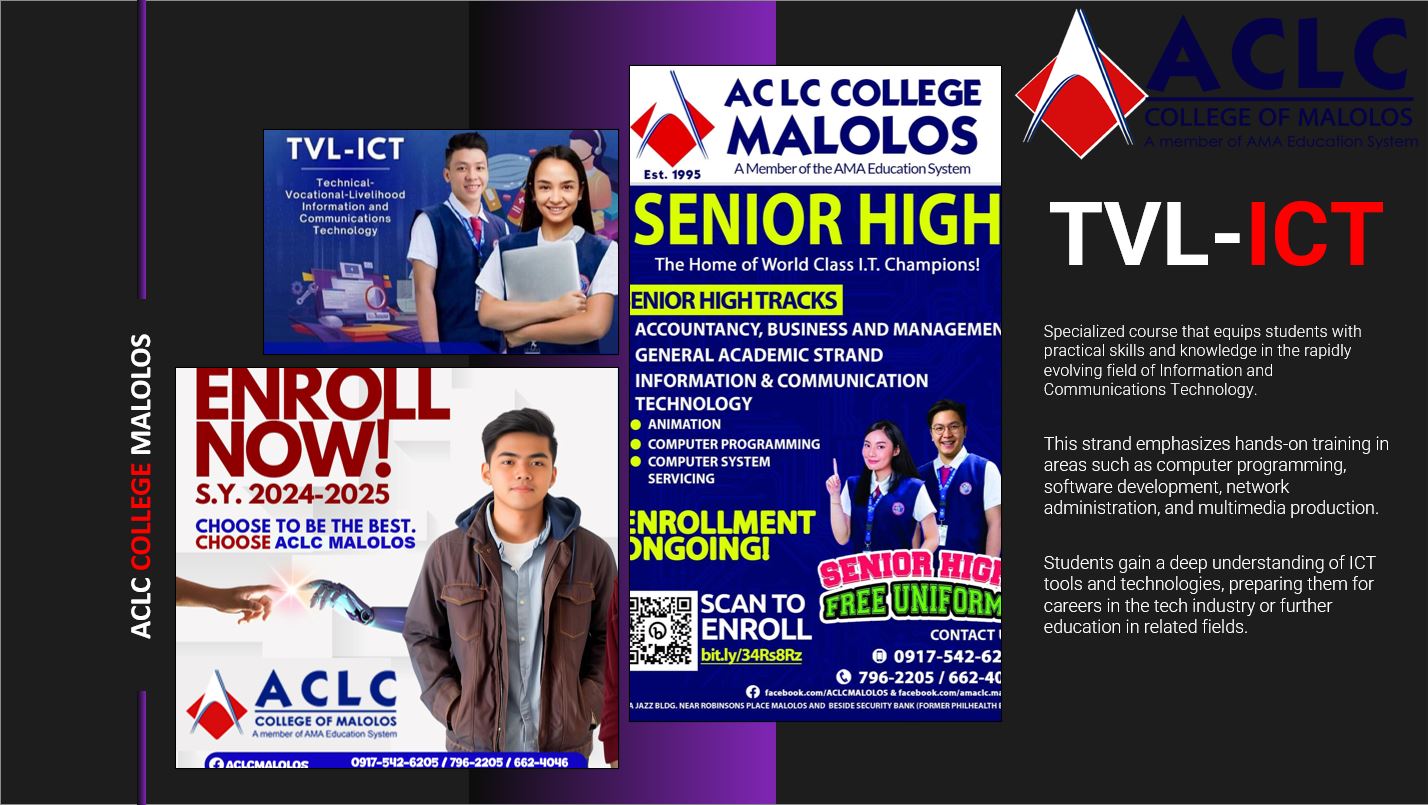 ACLC COLLEGE MALOLOS
TVL-ICT
Technical-
Vocational-Livelihood
Information and
Communications
Technology
ENROLL
NOW!
S.Y. 2024-2025
CHOOSE TO BE THE BEST.
CHOOSE ACLC MALOLOS
ACLC
COLLEGE OF MALOLOS
A member of AMA Education System
ACLCMALOLOS 0917-542-6205 / 796-2205 / 662-4046
ACLC COLLEGE
MALOLOS
Est. 1995 A Member of the AMA Education System
SENIOR HIGH
The Home of World Class I.T. Champions!
ENIOR HIGH TRACKS
ACCOUNTANCY, BUSINESS AND MANAGEMEN
GENERAL ACADEMIC STRAND
INFORMATION & COMMUNICATION
TECHNOLOGY
ANIMATION
COMPUTER PROGRAMMING
COMPUTER SYSTEM
SERVICING
ENROLLMENT
ONGOING!
SENIOR HIG
FREE UNIFORM
SCAN TO
ENROLL
bit.ly/34Rs8Rz
CONTACT U
0917-542-62
796-2205 / 662-40
facebook.com/ACLCMALOLOS & facebook.com/amaclc.ma
A JAZZ BLDG. NEAR ROBINSONS PLACE MALOLOS AND BESIDE SECURITY BANK (FORMER PHILHEALTH B
ACLC
COLLEGE OF MALOLOS
A member of AMA Education System
TVL-ICT
Specialized course that equips students with
practical skills and knowledge in the rapidly
evolving field of Information and
Communications Technology.
This strand emphasizes hands-on training in
areas such as computer programming,
software development, network
administration, and multimedia production.
Students gain a deep understanding of ICT
tools and technologies, preparing them for
careers in the tech industry or further
education in related fields.